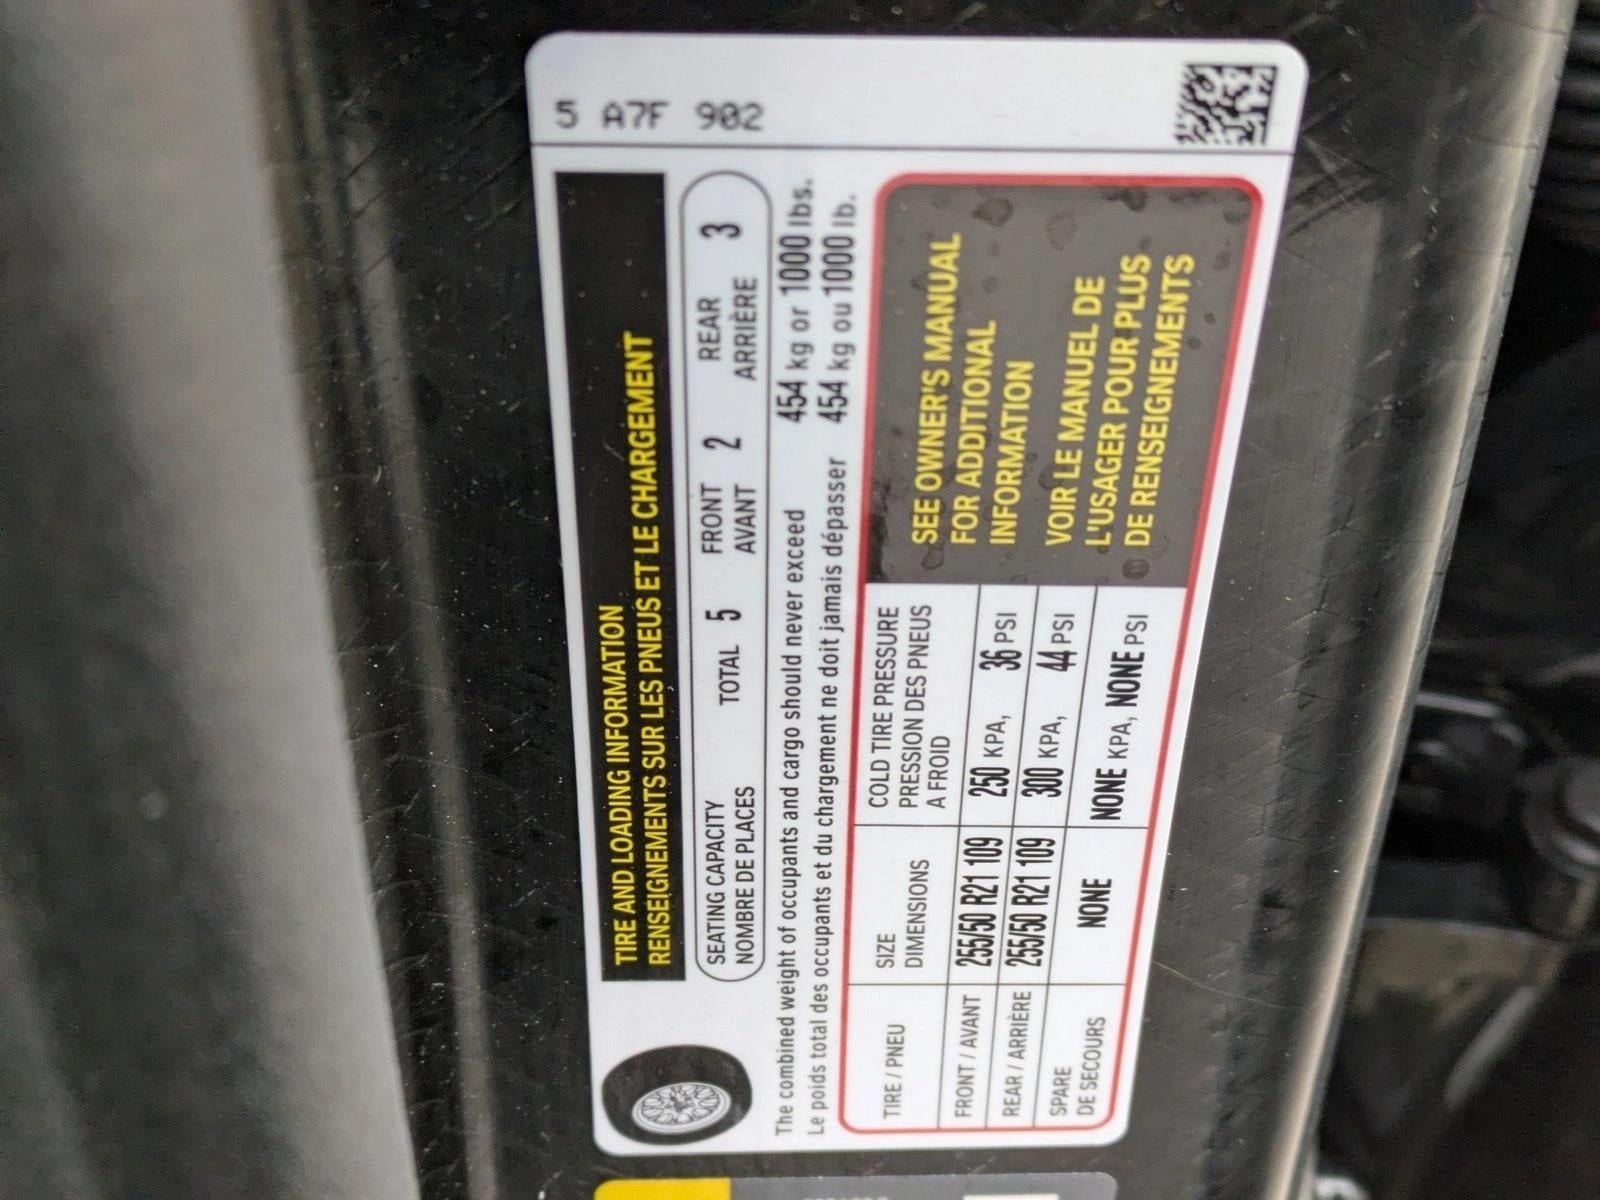 5 A7F 902
TIRE AND LOADING INFORMATION
RENSEIGNEMENTS SUR LES PNEUS ET LE CHARGEMENT
SEATING CAPACITY
NOMBRE DE PLACES
TOTAL 5
FRONT
AVANT
2
REAR
ARRIÈRE
3
The combined weight of occupants and cargo should never exceed 454 kg or 1000 lbs.
Le poids total des occupants et du chargement ne doit jamais dépasser 454 kg ou 1000 lb.
TIRE / PNEU
SIZE
DIMENSIONS
COLD TIRE PRESSURE
PRESSION DES PNEUS
A FROID
FRONT / AVANT 255/50 R21 109 250 KPA, 36 PSI
REAR / ARRIÈRE 255/50 R21 109 300 KPA, 44 PSI
SPARE
DE SECOURS
NONE NONE KPA, NONE PSI
SEE OWNER'S MANUAL
FOR ADDITIONAL
INFORMATION
VOIR LE MANUEL DE
L'USAGER POUR PLUS
DE RENSEIGNEMENTS